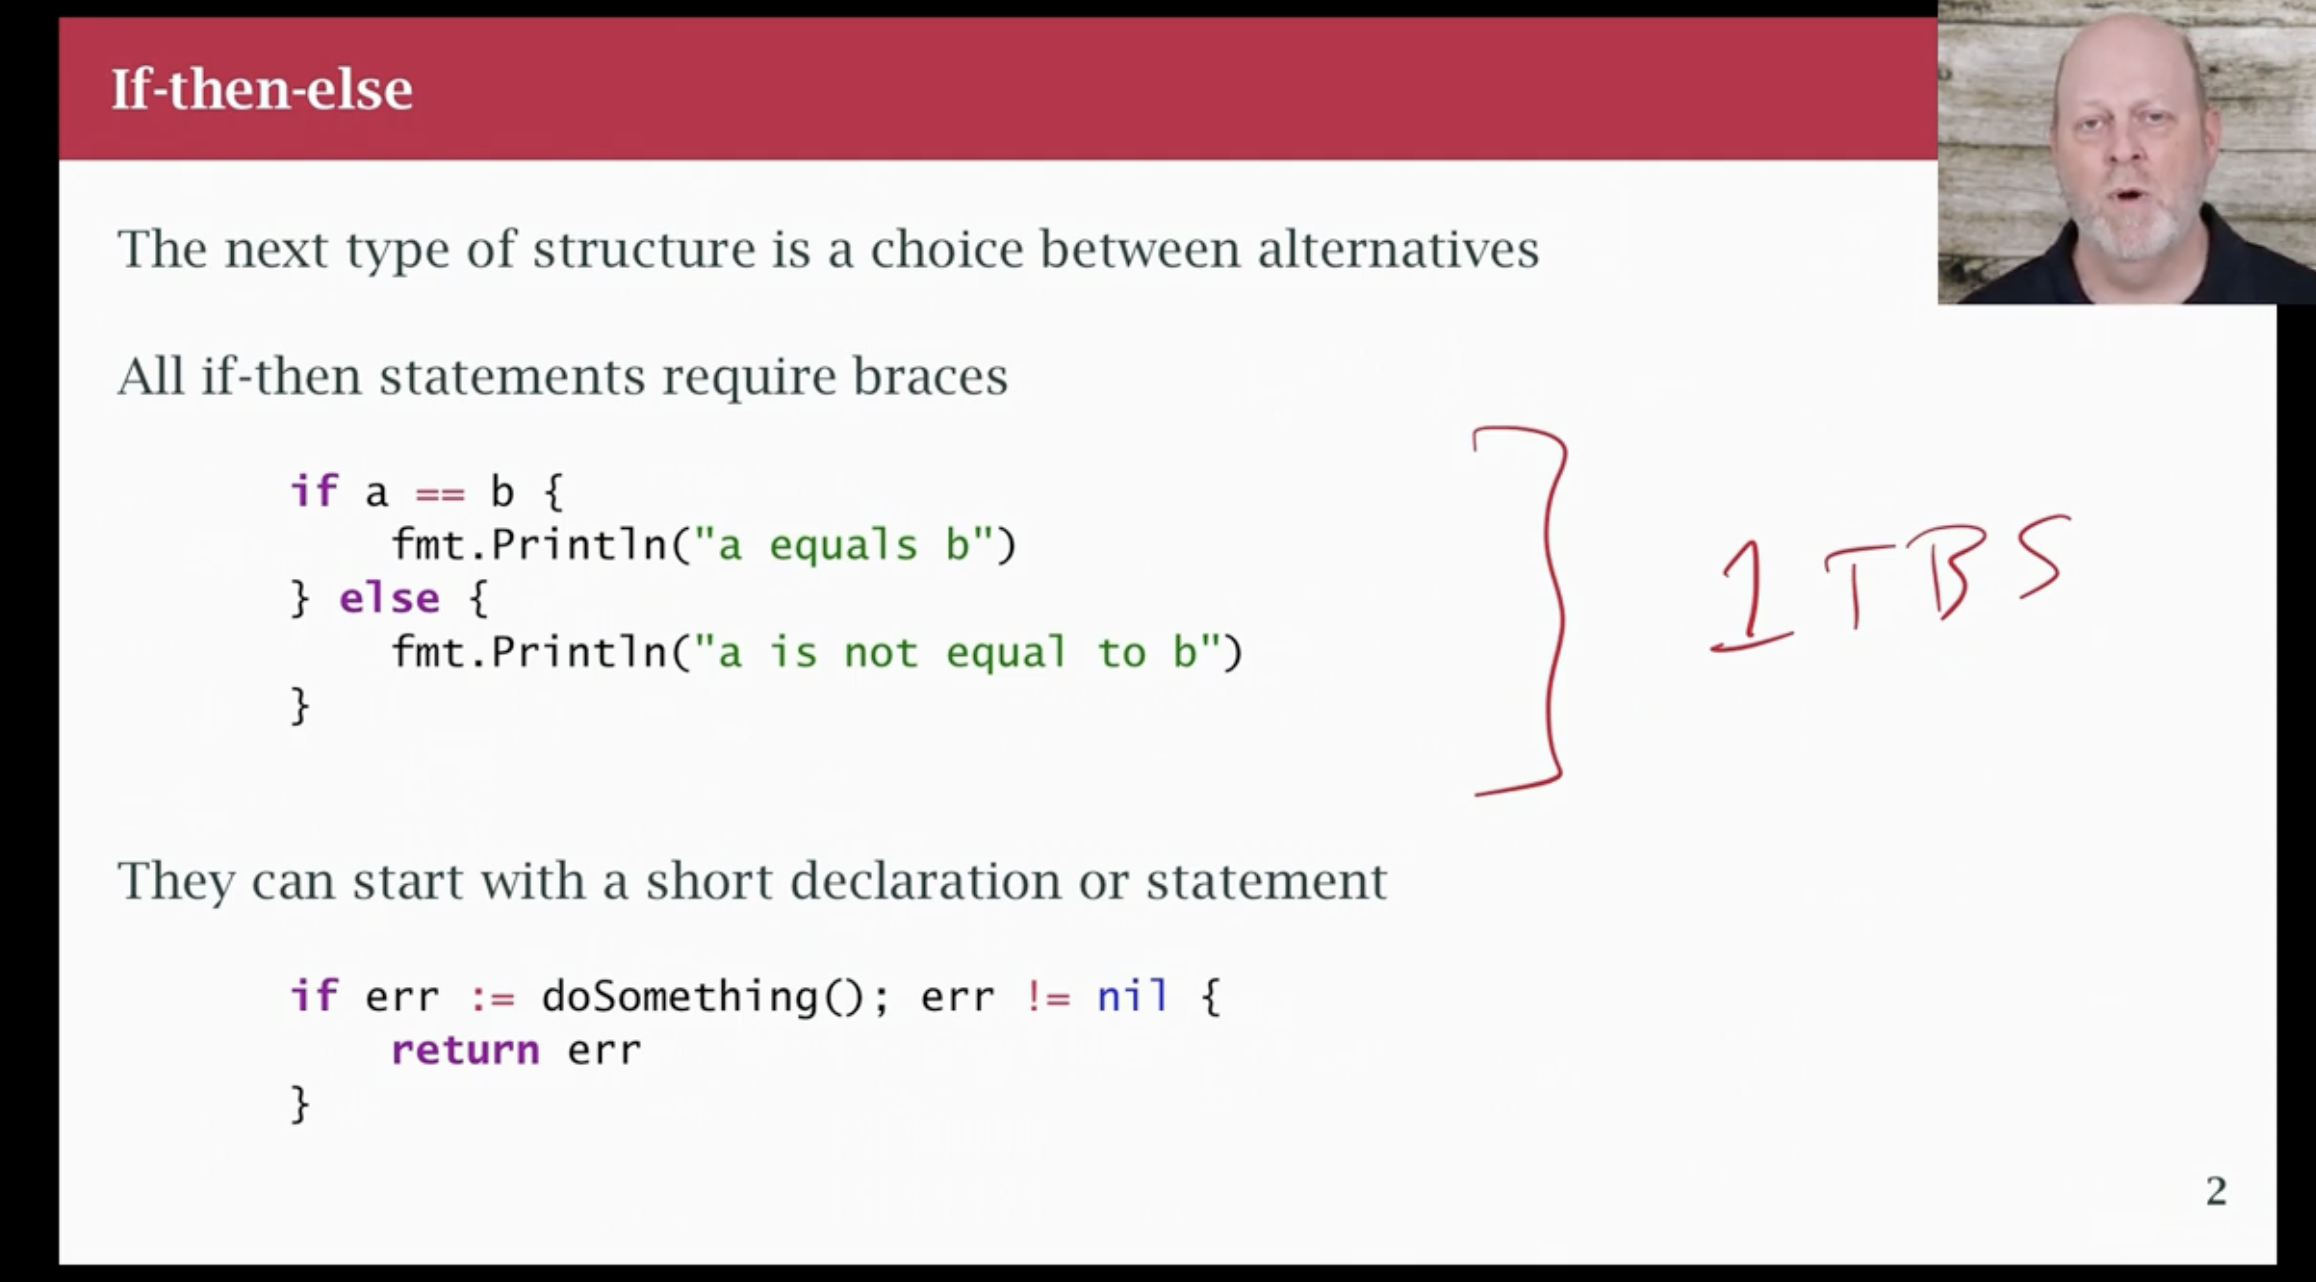 If-then-else
The next type of structure is a choice between alternatives
All if-then statements require braces
if a == b {
    fmt.Println("a equals b")
} else {
    fmt.Println("a is not equal to b")
}
1TBS
They can start with a short declaration or statement
if err := doSomething(); err != nil {
    return err
}
2